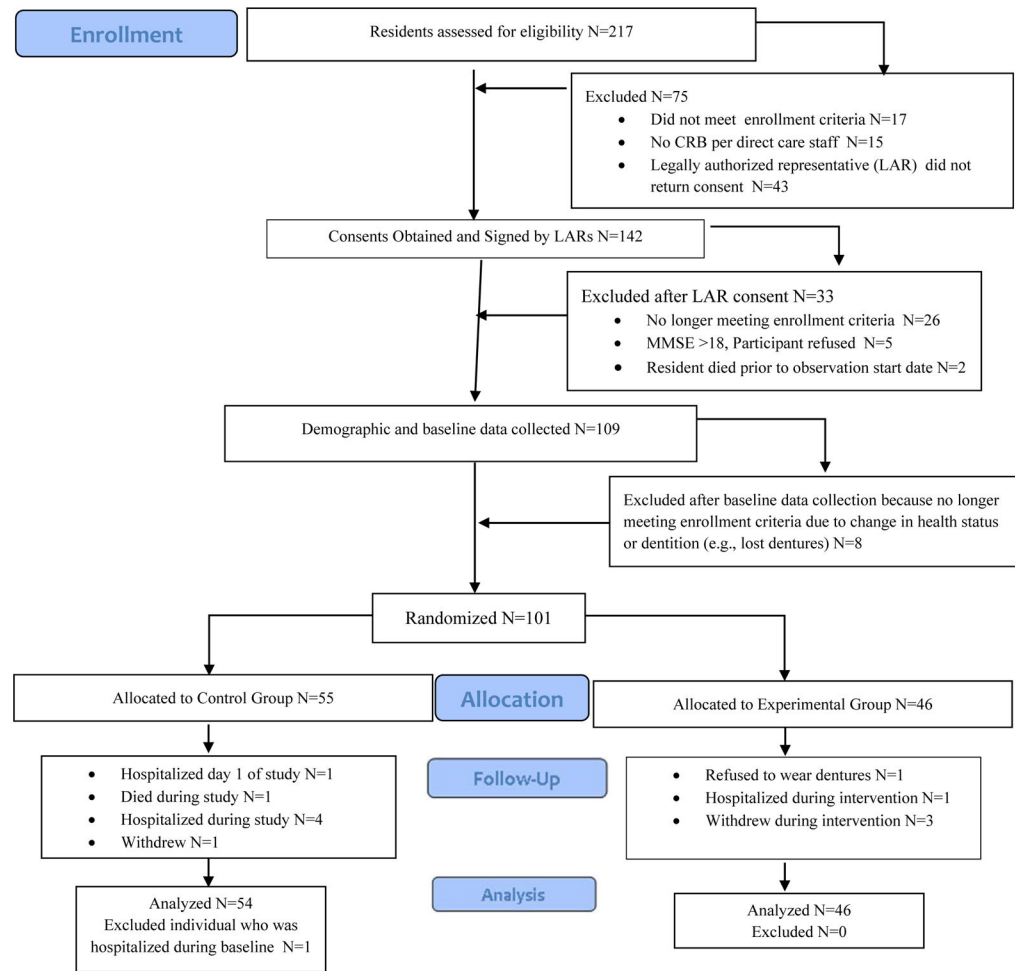 Enrollment
Residents assessed for eligibility N=217
Excluded N=75
• Did not meet enrollment criteria N=17
• No CRB per direct care staff N=15
• Legally authorized representative (LAR) did
return consent N=43
Consents Obtained and Signed by LARs N=142
Excluded after LAR consent N=33
• No longer meeting enrollment criteria N=26
• MMSE >18, Participant refused N=5
• Resident died prior to observation start date N=2
Demographic and baseline data collected N=109
Excluded after baseline data collection because no longer
meeting enrollment criteria due to change in health status
or dentition (e.g., lost dentures) N=8
Randomized N=101
Allocated to Control Group N=55
Allocation
Allocated to Experimental Group N=46
• Hospitalized day 1 of study N=1
• Died during study N=1
• Hospitalized during study N=4
• Withdrew N=1
Follow-Up
• Refused to wear dentures N=1
• Hospitalized during intervention N=1
• Withdrew during intervention N=3
Analyzed N=54
Excluded individual who was
hospitalized during baseline N=1
Analysis
Analyzed N=46
Excluded N=0